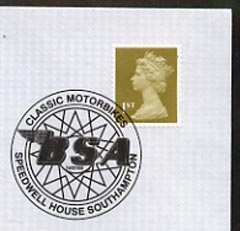 1ST
CLASSIC MOTORBIKES
BSA
SPEEDWELL HOUSE SOUTHAMPTON